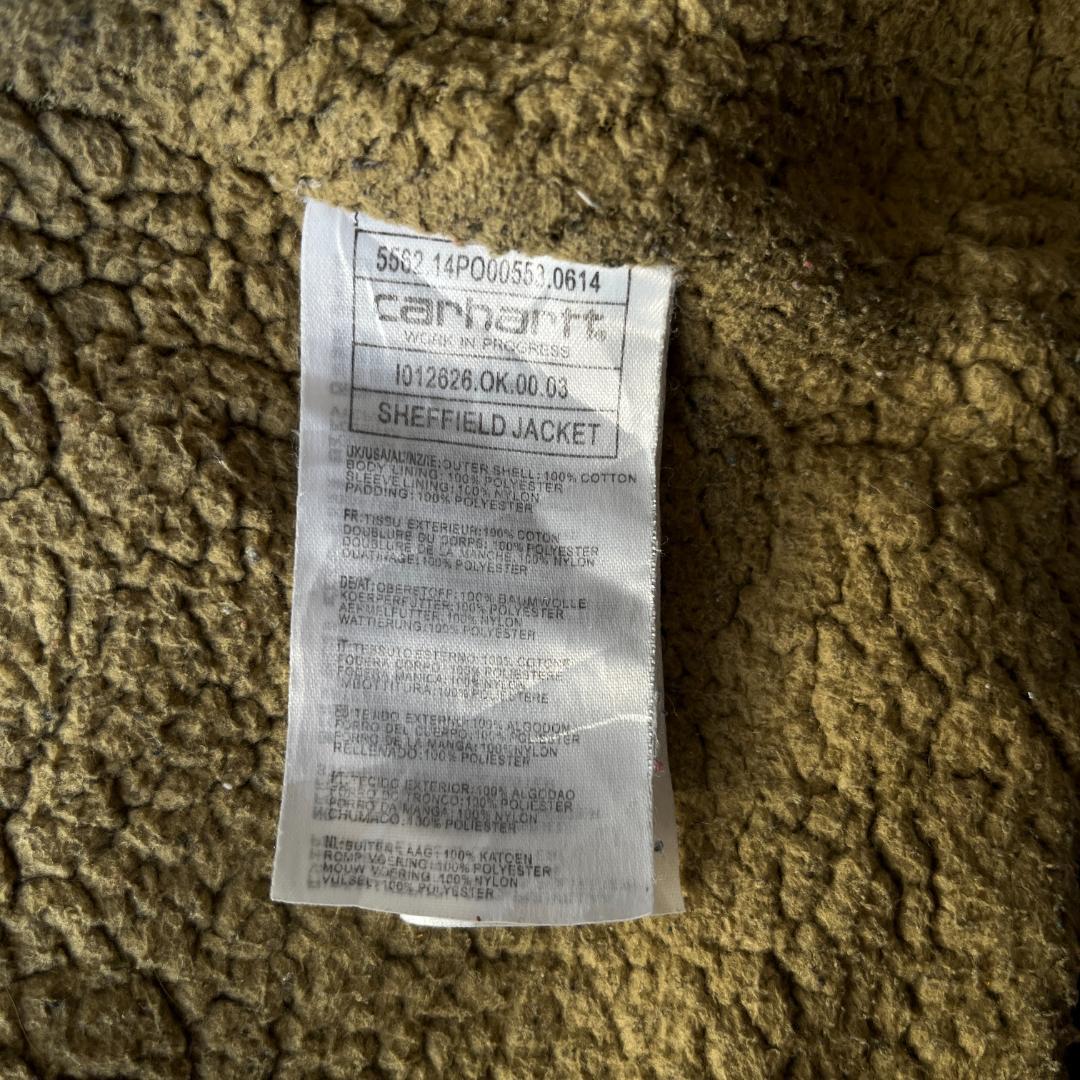 5562.14PO00553.0614
carhartt
WORK IN PROGRESS
I012626.OK.00.03
SHEFFIELD JACKET
UK/USA/AU/NZ/IE:OUTER SHELL:100% COTTON
BODY LINING:100% POLYESTER
SLEEVE LINING:100% NYLON
PADDING:100% POLYESTER
FR:TISSU EXTERIEUR:100% COTON
DOUBLURE DU CORPS:100% POLYESTER
DOUBLURE DE LA MANCHE:100% NYLON
OUATINAGE:100% POLYESTER
DE/AT:OBERSTOFF:100% BAUMWOLLE
KOERPERFUTTER:100% POLYESTER
AERMELFUTTER:100% NYLON
WATTIERUNG:100% POLYESTER
IT:TESSUTO ESTERNO:100% COTONE
FODERA CORPO:100% POLIESTERE
FODERA MANICA:100% NYLON
IMBOTTITURA:100% POLIESTERE
TEJIDO EXTERNO:100% ALGODON
FORRO DEL CUERPO:100% POLIESTER
FORRO DE LA MANGA:100% NYLON
RELLENADO:100% POLIESTER
PT:TECIDO EXTERIOR:100% ALGODAO
FORRO DO TRONCO:100% POLIESTER
FORRO DA MANGA:100% NYLON
CHUMACO:100% POLIESTER
NL:BUITENLAAG:100% KATOEN
ROMP VOERING:100% POLYESTER
MOUW VOERING:100% NYLON
VULSEL:100% POLYESTER